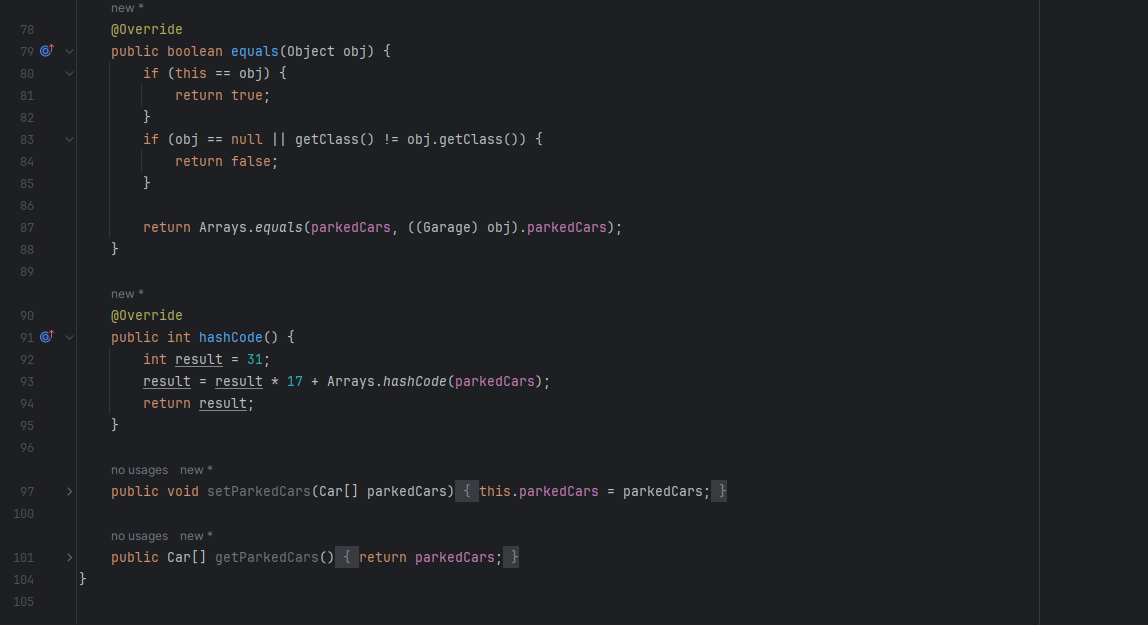 new *
78 @Override
79 public boolean equals(Object obj) {
80 if (this == obj) {
81 return true;
82 }
83 if (obj == null || getClass() != obj.getClass()) {
84 return false;
85 }
86
87 return Arrays.equals(parkedCars, ((Garage) obj).parkedCars);
88 }
89
new *
90 @Override
91 public int hashCode() {
92 int result = 31;
93 result = result * 17 + Arrays.hashCode(parkedCars);
94 return result;
95 }
96
no usages new *
97 public void setParkedCars(Car[] parkedCars) { this.parkedCars = parkedCars; }
100
no usages new *
101 public Car[] getParkedCars() { return parkedCars; }
104 }
105